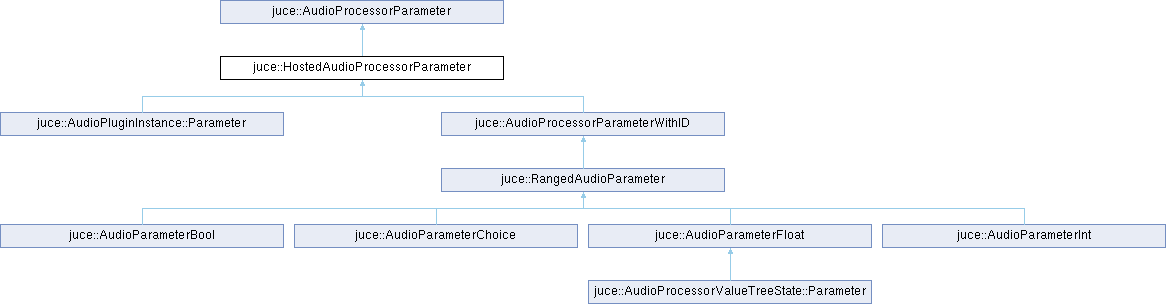 juce::AudioProcessorParameter
juce::HostedAudioProcessorParameter
juce::AudioPluginInstance::Parameter
juce::AudioProcessorParameterWithID
juce::RangedAudioParameter
juce::AudioParameterBool
juce::AudioParameterChoice
juce::AudioParameterFloat
juce::AudioParameterInt
juce::AudioProcessorValueTreeState::Parameter